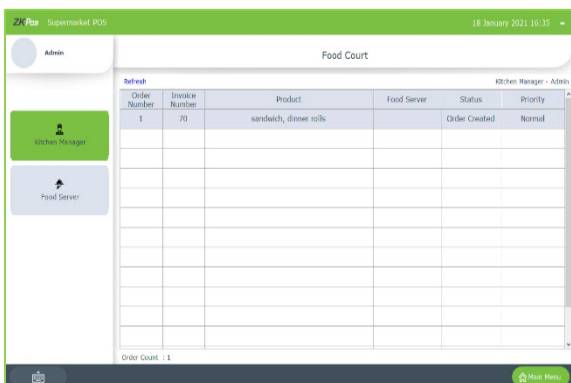 ZKPos Supermarket POS
18 January 2021 16:35
Admin
Food Court
Refresh
Kitchen Manager - Admin
Order Number
Invoice Number
Product
Food Server
Status
Priority
1
70
sandwich, dinner rolls
Order Created
Normal
Kitchen Manager
Food Server
Order Count : 1
Main Menu